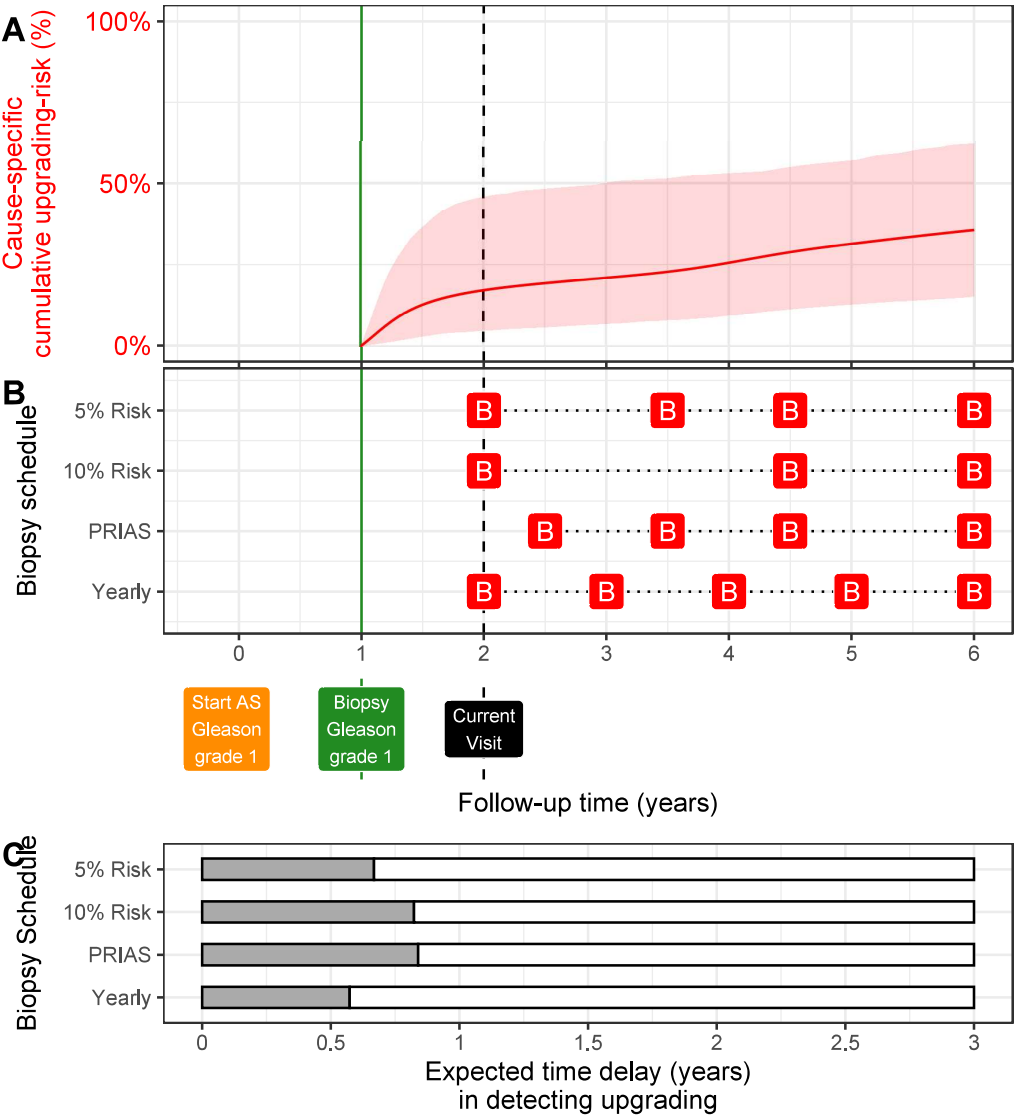 A
Cause-specific
cumulative upgrading-risk (%)
100%
50%
0%
B
Biopsy schedule
5% Risk B B B B
10% Risk B B B
PRIAS B B B B
Yearly B B B B B
0 1 2 3 4 5 6
Start AS
Gleason
grade 1
Biopsy
Gleason
grade 1
Current
Visit
Follow-up time (years)
C
Biopsy Schedule
5% Risk
10% Risk
PRIAS
Yearly
0 0.5 1 1.5 2 2.5 3
Expected time delay (years)
in detecting upgrading